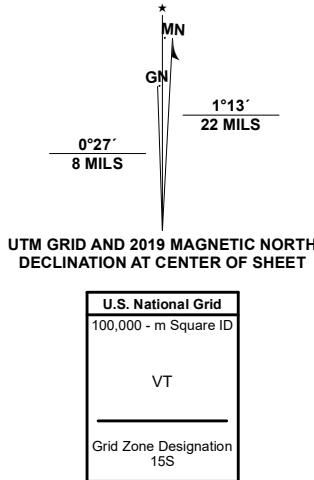 MN
GN
1°13´
22 MILS
0°27´
8 MILS
UTM GRID AND 2019 MAGNETIC NORTH
DECLINATION AT CENTER OF SHEET
U.S. National Grid
100,000 - m Square ID
VT
Grid Zone Designation
15S